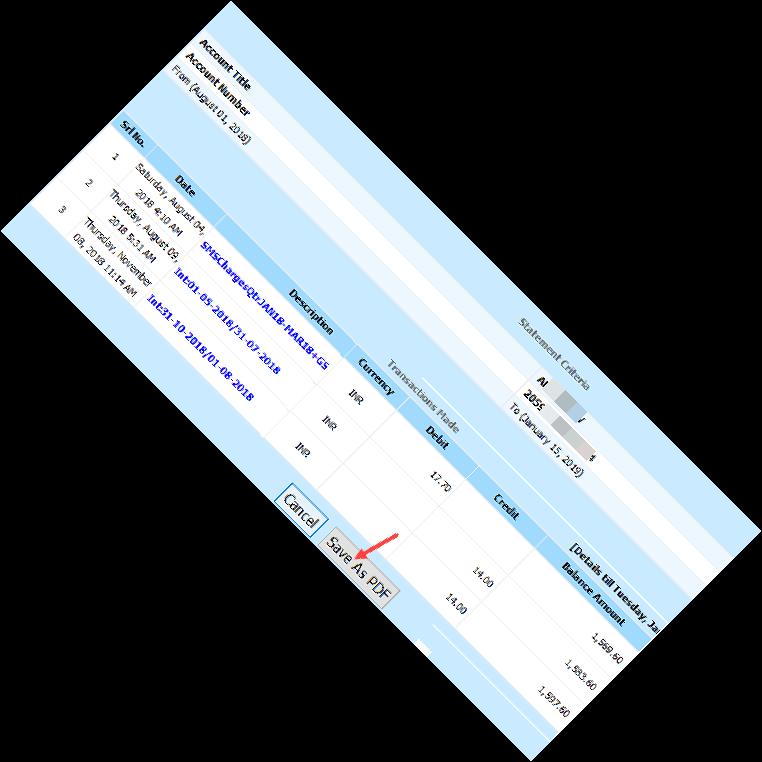 Statement Criteria
Account Title Al
Account Number 205
From (August 01, 2018) To (January 15, 2019)
Transactions Made [Details till Tuesday, Ja
Srl No. Date Description Currency Debit Credit Balance Amount
1 Saturday, August 04, SMSChargesQtrJAN18-MAR18+GS INR 17.70 1,569.60
2018 4:10 AM
2 Thursday, August 09, Int:01-05-2018/31-07-2018 INR 14.00 1,583.60
2018 5:31 AM
3 Thursday, November Int:31-10-2018/01-08-2018 INR 14.00 1,597.60
08, 2018 11:14 AM
Cancel Save As PDF